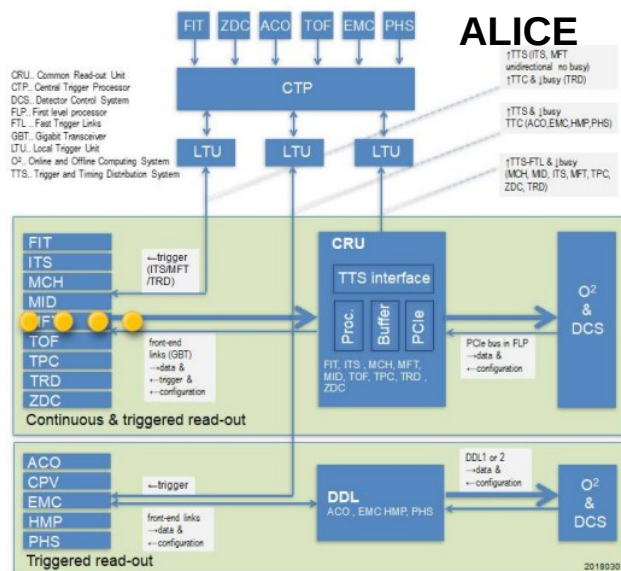 FIT ZDC ACO TOF EMC PHS
ALICE
CRU.. Common Read-out Unit
CTP.. Central Trigger Processor
DCS.. Detector Control System
FLP.. First level processor
FTL .. Fast Trigger Links
GBT.. Gigabit Transceiver
LTU.. Local Trigger Unit
O².. Online and Offline Computing System
TTS.. Trigger and Timing Distribution System
CTP
LTU LTU LTU
↑TTS (ITS, MFT
unidirectional no busy)
↑TTC & ↓busy (TRD)
↑TTS & ↓busy
TTC (ACO,EMC,HMP,PHS)
↑TTS-FTL & ↓busy
(MCH, MID, ITS, MFT, TPC,
ZDC, TRD)
FIT
ITS
MCH
MID
TOF
TPC
TRD
ZDC
←trigger
(ITS/MFT
/TRD)
front-end
links (GBT)
→data &
←trigger &
←configuration
CRU
TTS interface
Proc.
Buffer
PCIe
FIT, ITS , MCH, MFT,
MID, TOF, TPC, TRD ,
ZDC
PCIe bus in FLP
→data &
←configuration
O²
&
DCS
Continuous & triggered read-out
ACO
CPV
EMC
HMP
PHS
←trigger
front-end links
→data &
←configuration
DDL
ACO , EMC HMP, PHS
DDL1 or 2
→data &
←configuration
O²
&
DCS
Triggered read-out
2018030